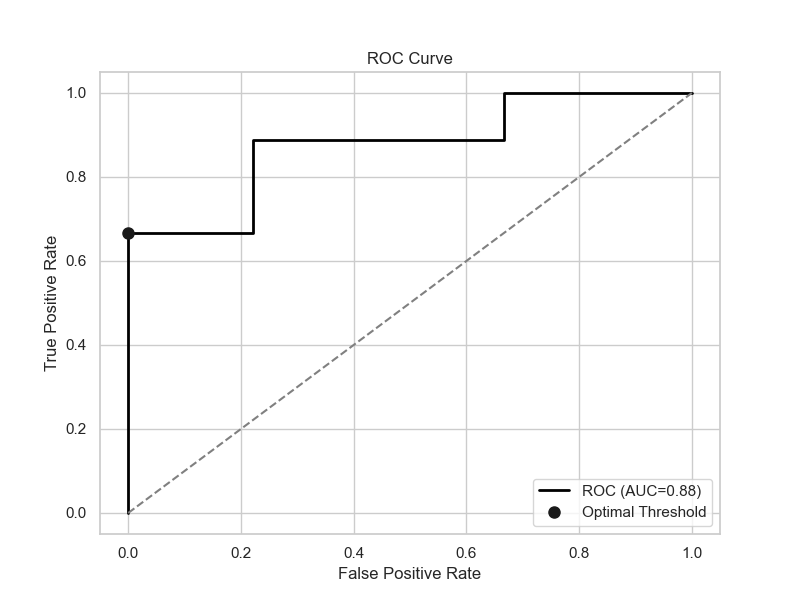 ROC Curve
True Positive Rate
1.0
0.8
0.6
0.4
0.2
0.0
0.0 0.2 0.4 0.6 0.8 1.0
False Positive Rate
ROC (AUC=0.88)
Optimal Threshold